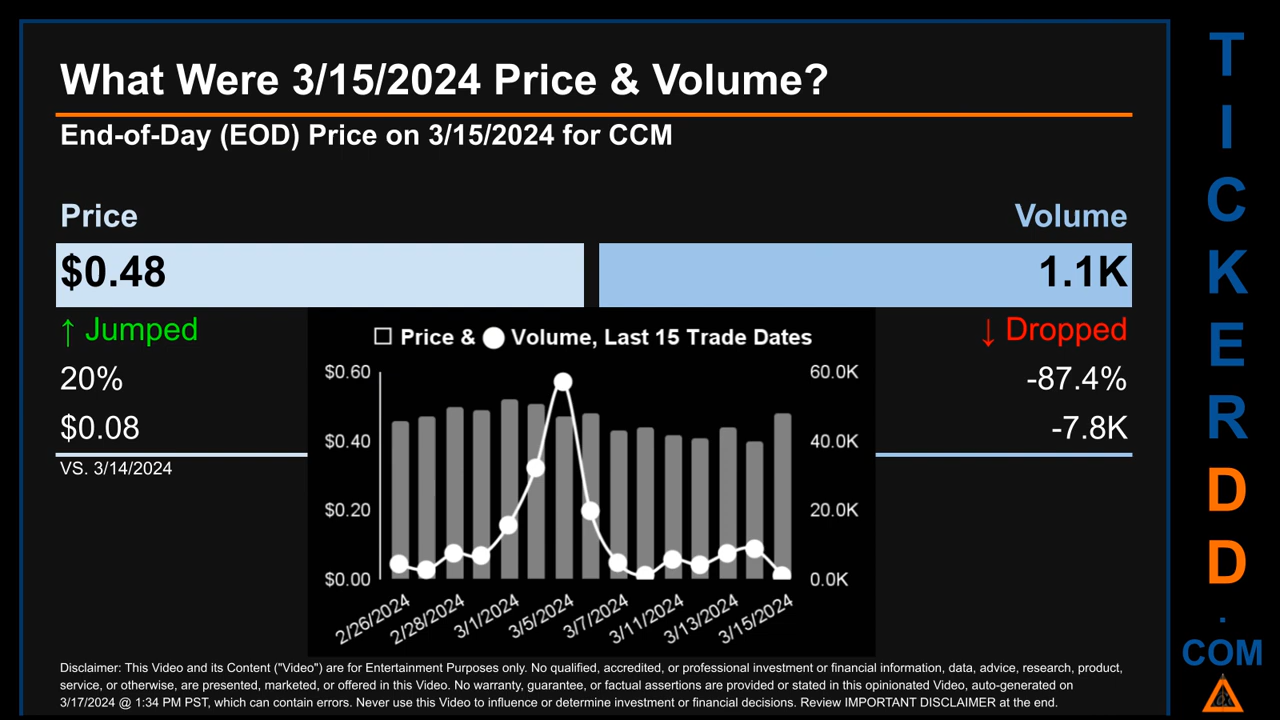 What Were 3/15/2024 Price & Volume?
End-of-Day (EOD) Price on 3/15/2024 for CCM
Price
Volume
$0.48
1.1K
↑ Jumped
↓ Dropped
20%
-87.4%
$0.08
-7.8K
VS. 3/14/2024
Price & Volume, Last 15 Trade Dates
$0.60
60.0K
$0.40
40.0K
$0.20
20.0K
$0.00
0.0K
2/26/2024
2/28/2024
3/1/2024
3/5/2024
3/7/2024
3/11/2024
3/13/2024
3/15/2024
Disclaimer: This Video and its Content ("Video") are for Entertainment Purposes only. No qualified, accredited, or professional investment or financial information, data, advice, research, product,
service, or otherwise, are presented, marketed, or offered in this Video. No warranty, guarantee, or factual assertions are provided or stated in this opinionated Video, auto-generated on
3/17/2024 @ 1:34 PM PST, which can contain errors. Never use this Video to influence or determine investment or financial decisions. Review IMPORTANT DISCLAIMER at the end.
T
I
C
K
E
R
D
D
.
COM